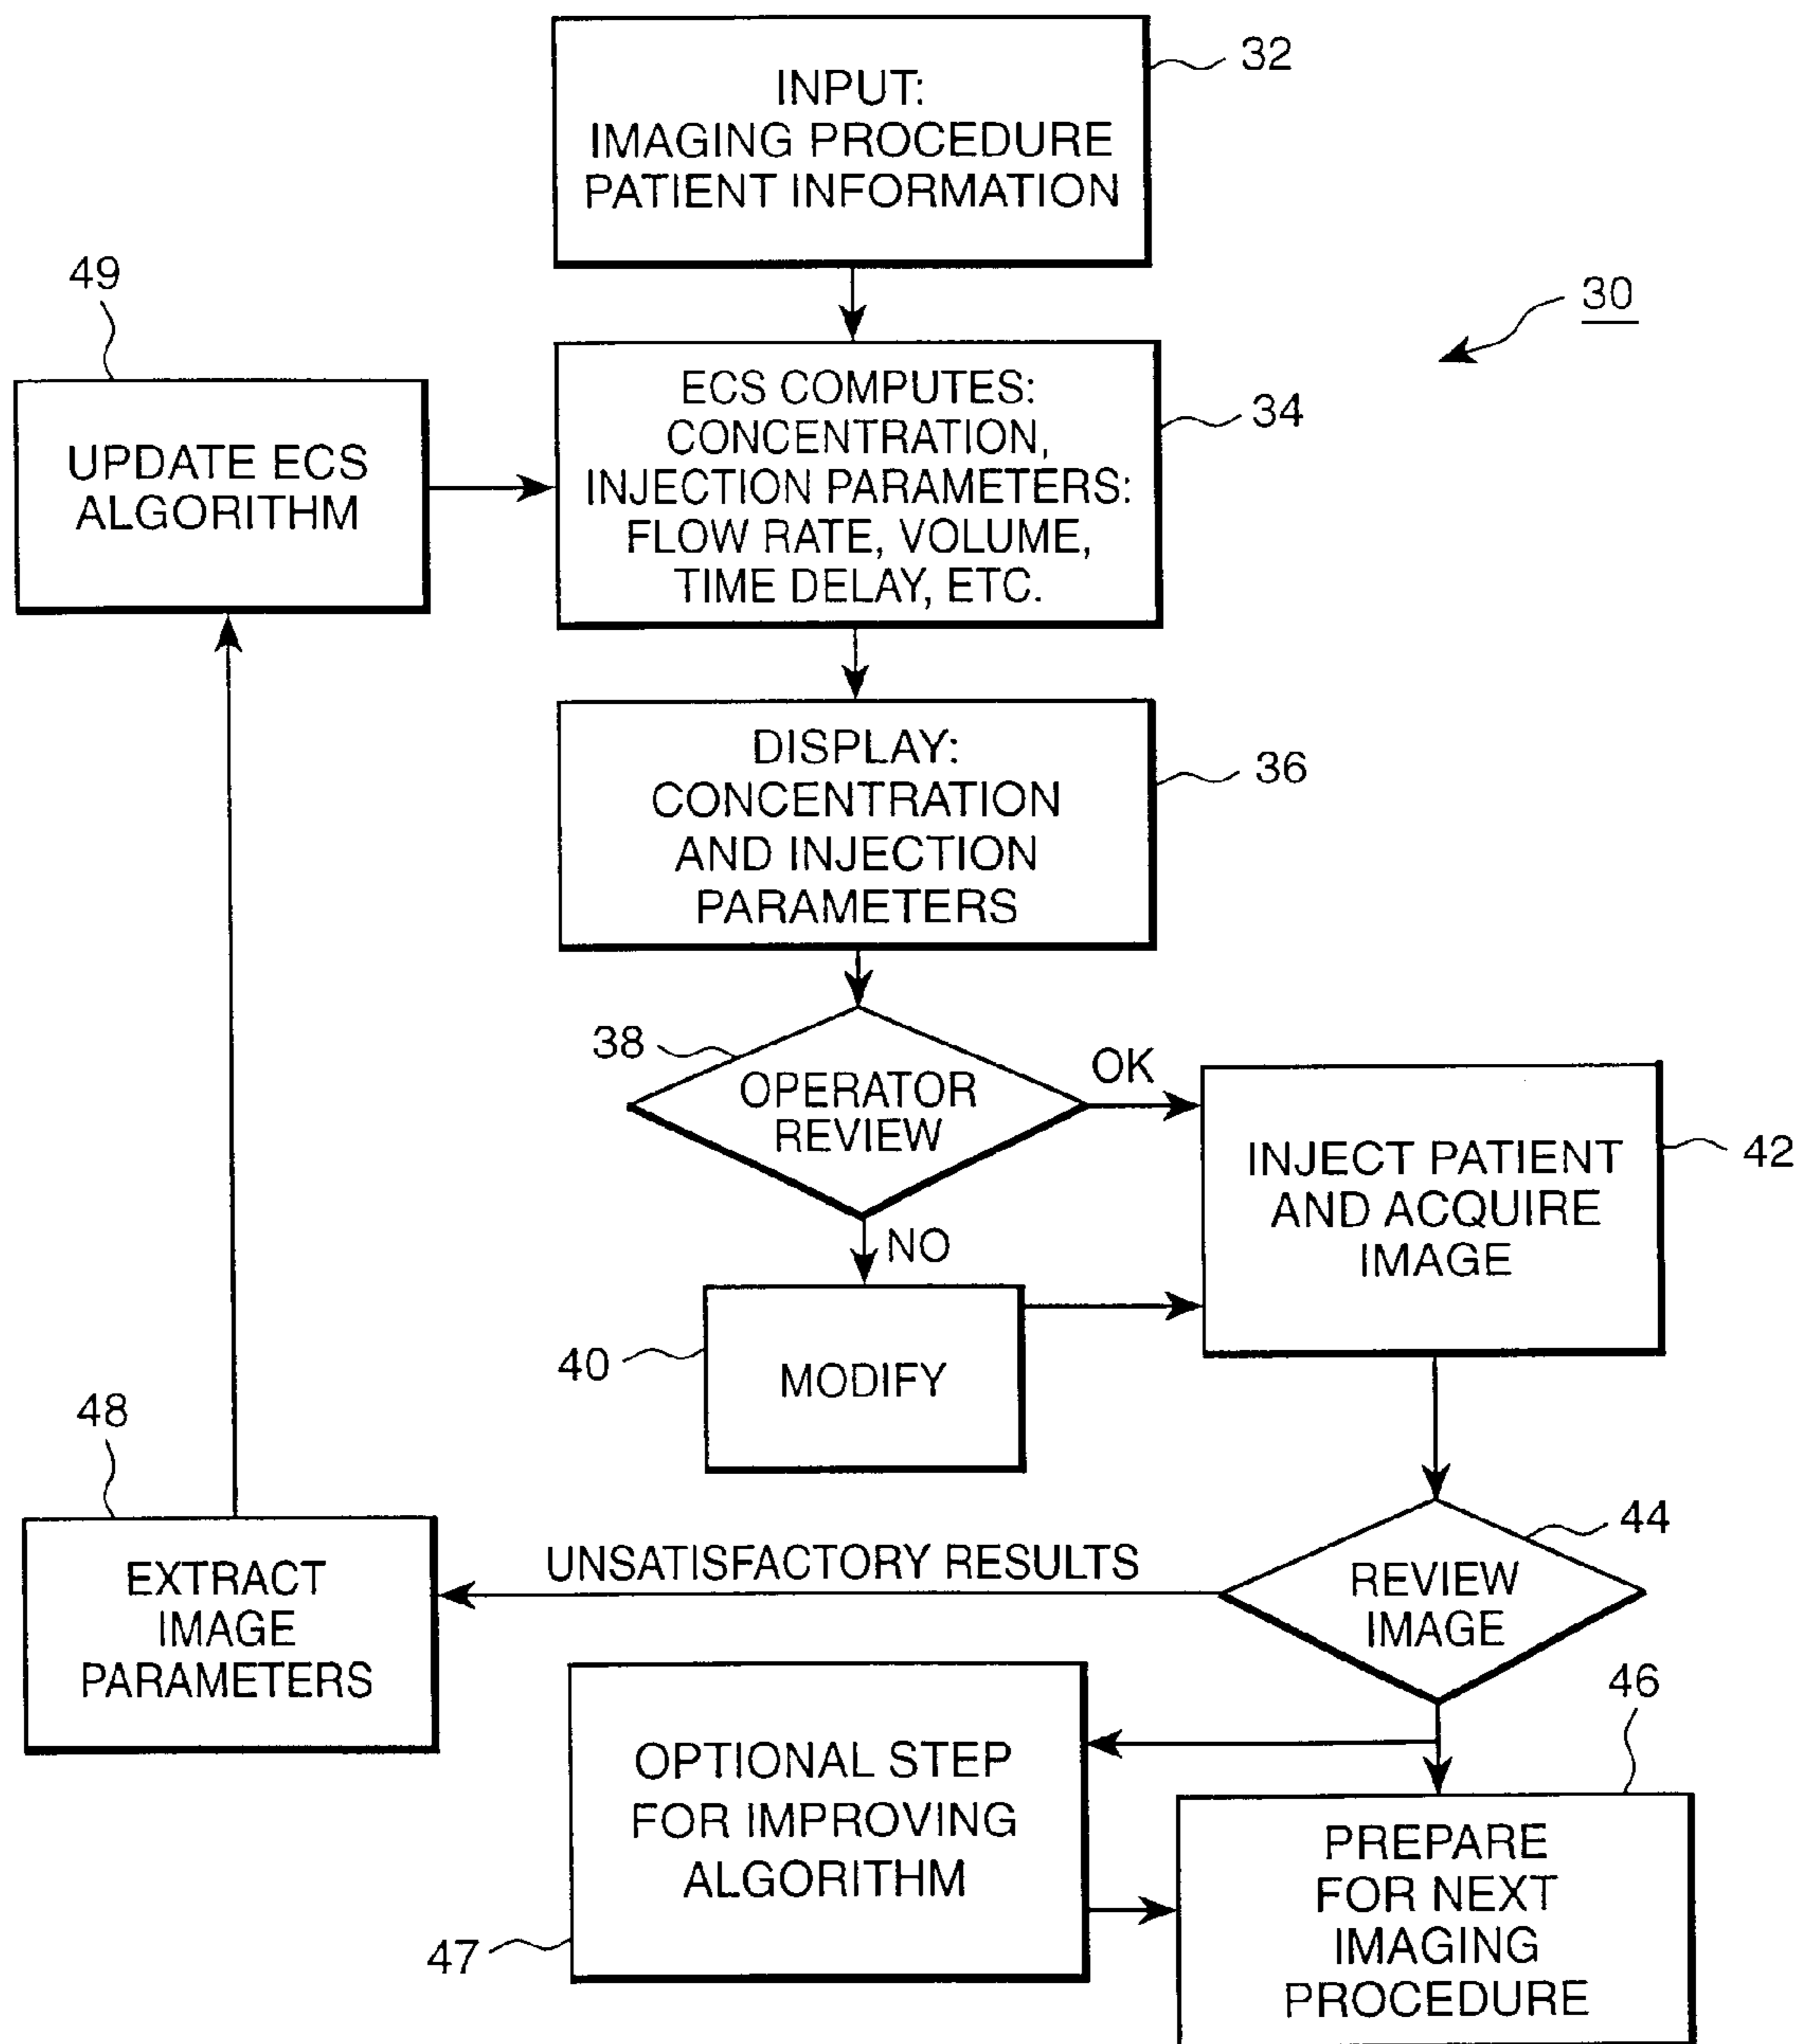 INPUT:
IMAGING PROCEDURE
PATIENT INFORMATION
32
30
49
UPDATE ECS
ALGORITHM
ECS COMPUTES:
CONCENTRATION,
INJECTION PARAMETERS:
FLOW RATE, VOLUME,
TIME DELAY, ETC.
34
DISPLAY:
CONCENTRATION
AND INJECTION
PARAMETERS
36
38
OPERATOR
REVIEW
OK
NO
INJECT PATIENT
AND ACQUIRE
IMAGE
42
40
MODIFY
48
EXTRACT
IMAGE
PARAMETERS
UNSATISFACTORY RESULTS
44
REVIEW
IMAGE
46
OPTIONAL STEP
FOR IMPROVING
ALGORITHM
47
PREPARE
FOR NEXT
IMAGING
PROCEDURE